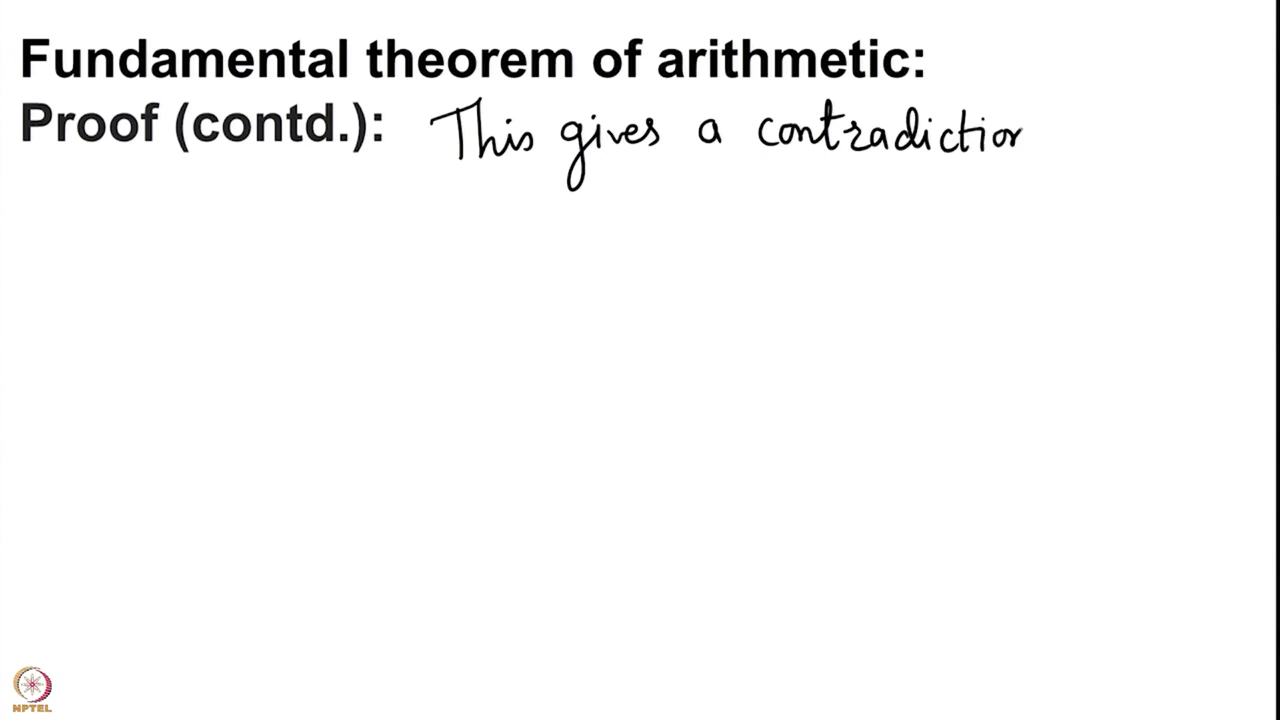 Fundamental theorem of arithmetic:
Proof (contd.): This gives a contradiction
NPTEL